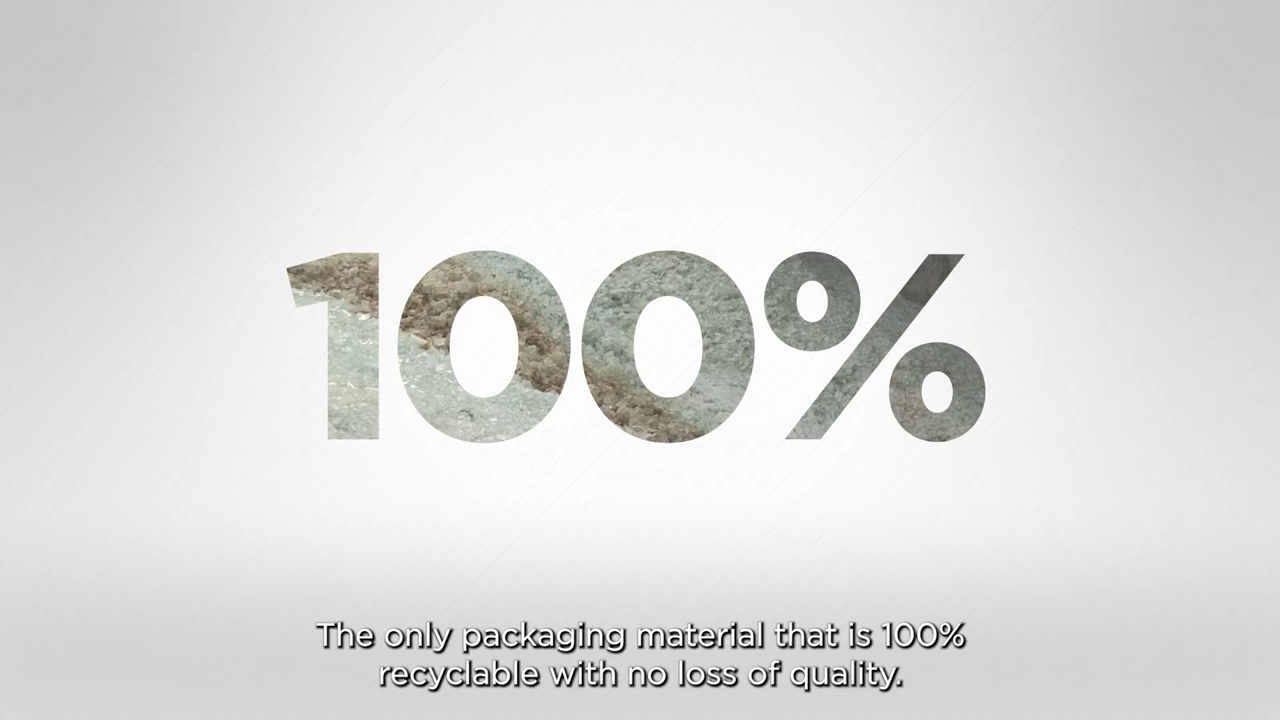 100%
The only packaging material that is 100%
recyclable with no loss of quality.